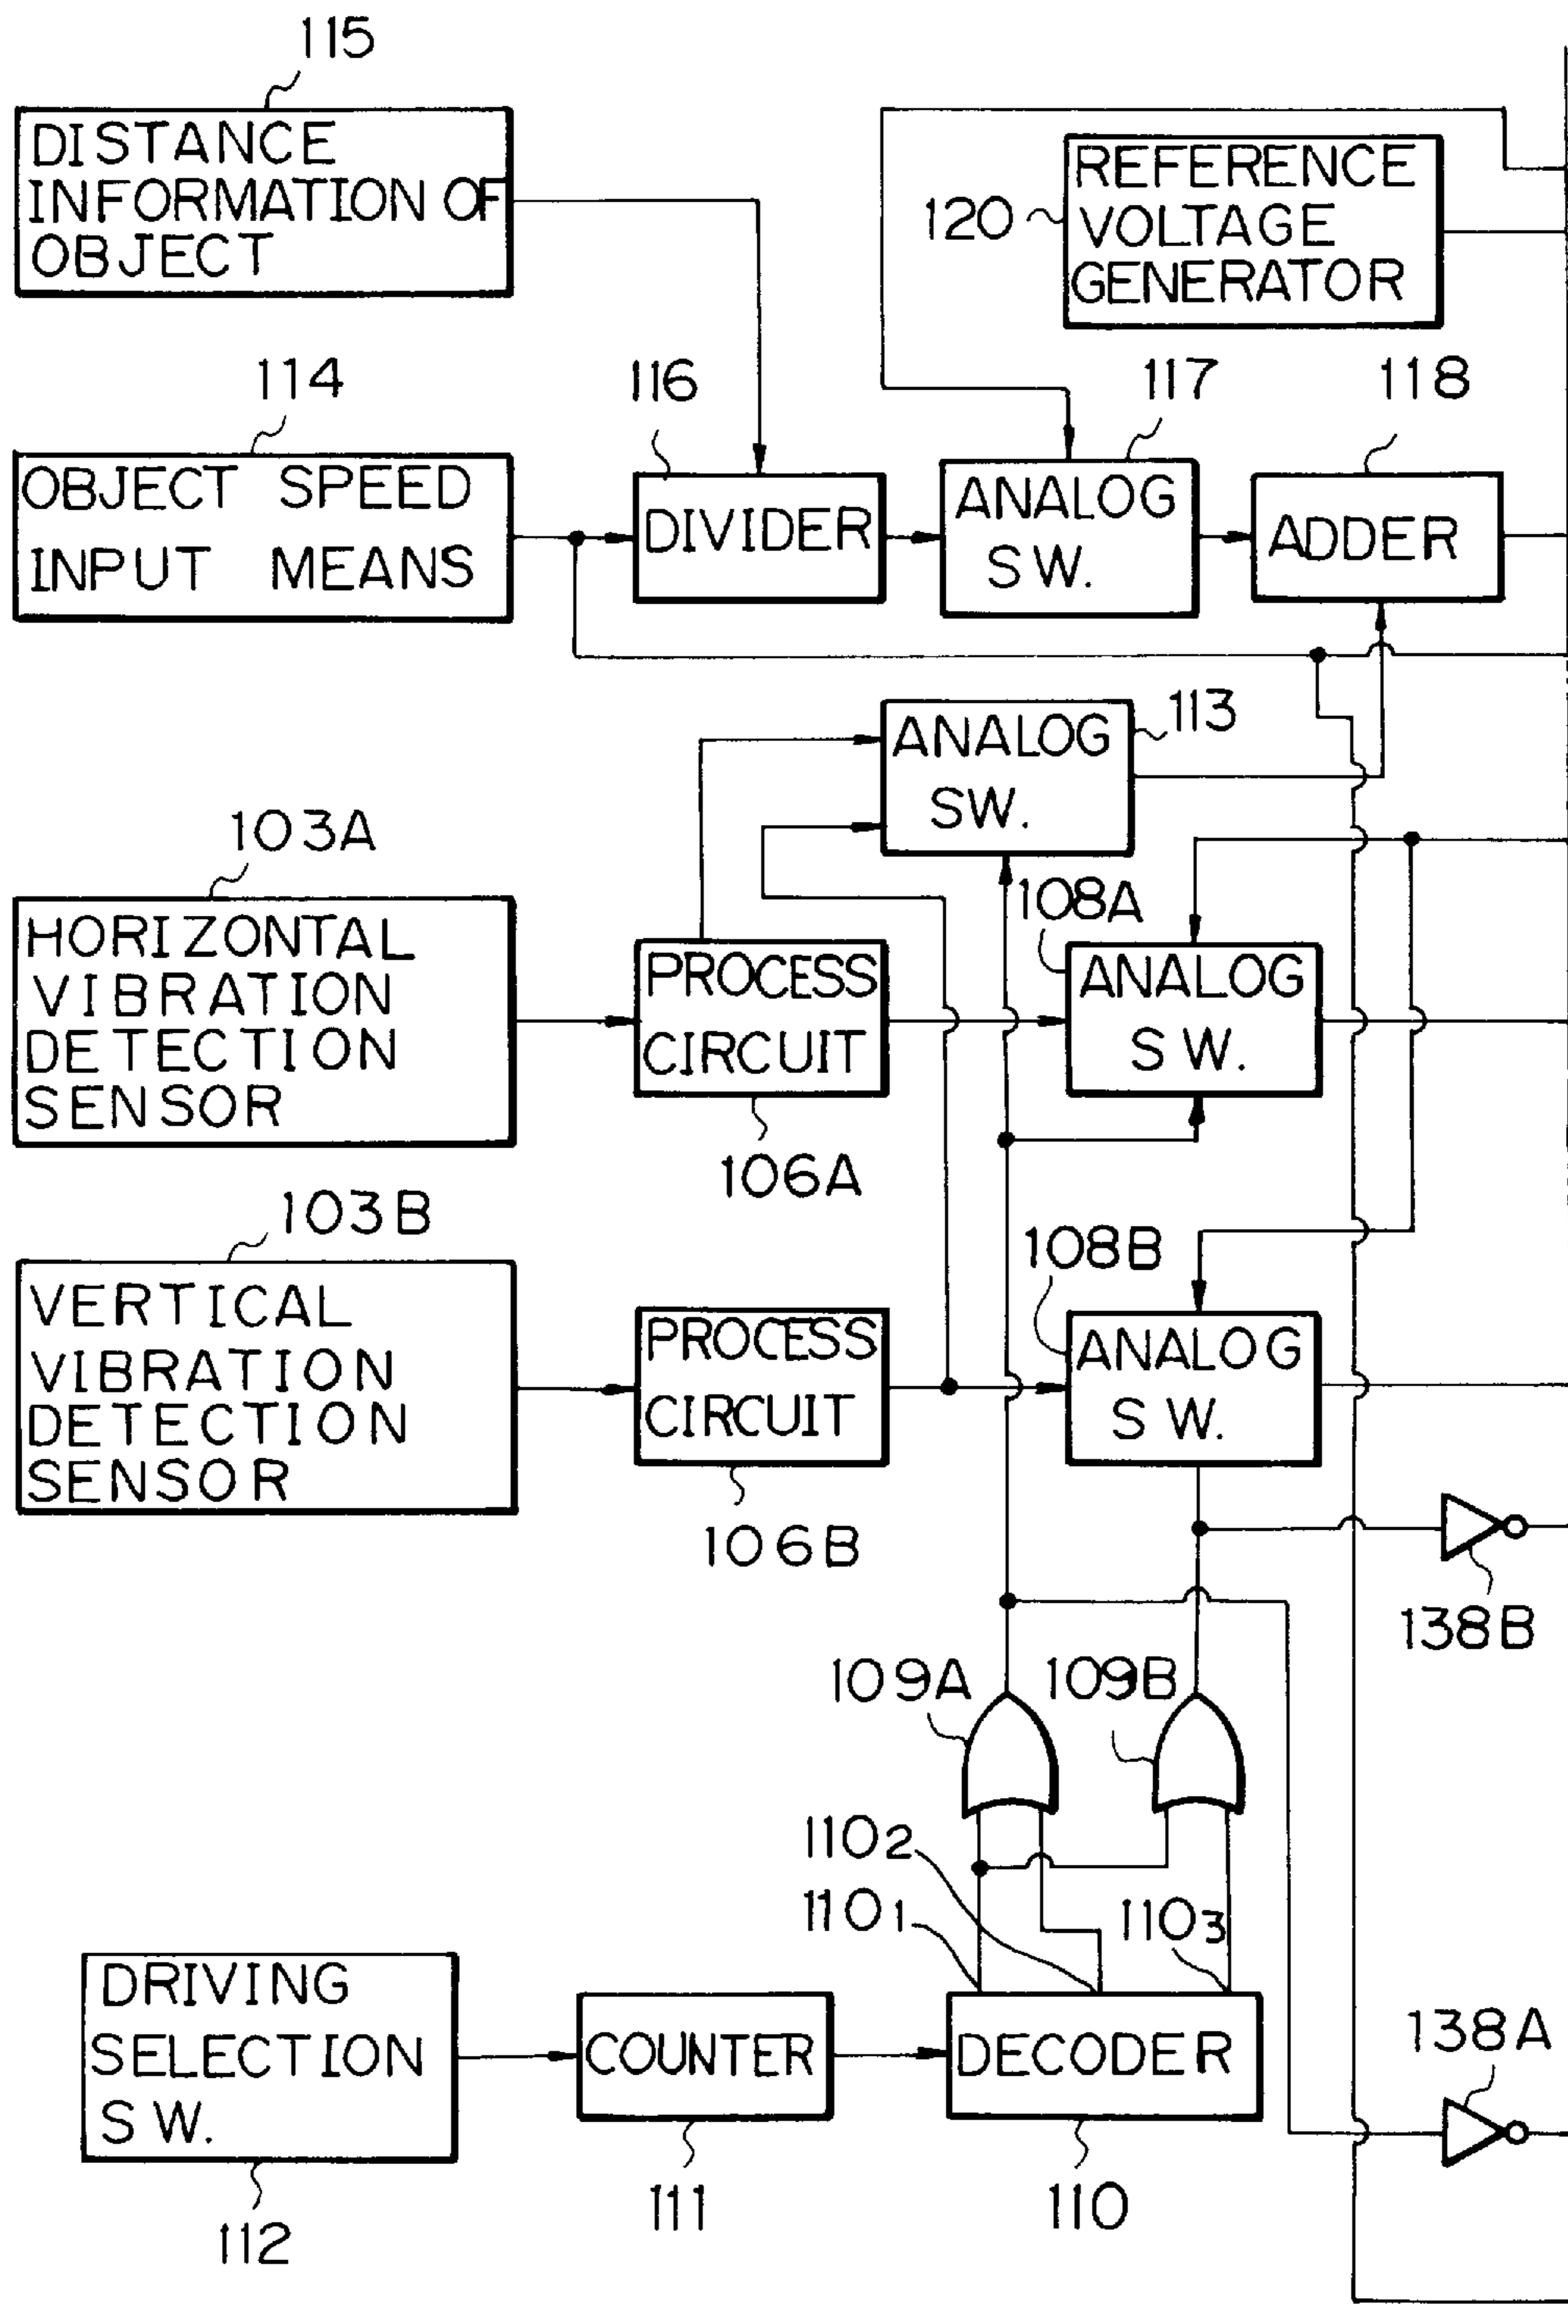 115
DISTANCE
INFORMATION OF
OBJECT
120
REFERENCE
VOLTAGE
GENERATOR
114
OBJECT SPEED
INPUT MEANS
116
DIVIDER
117
ANALOG
SW.
118
ADDER
113
ANALOG
SW.
103A
HORIZONTAL
VIBRATION
DETECTION
SENSOR
PROCESS
CIRCUIT
106A
108A
ANALOG
SW.
103B
VERTICAL
VIBRATION
DETECTION
SENSOR
PROCESS
CIRCUIT
106B
108B
ANALOG
SW.
138B
109A
109B
110₂
110₁
110₃
DRIVING
SELECTION
SW.
112
COUNTER
111
DECODER
110
138A